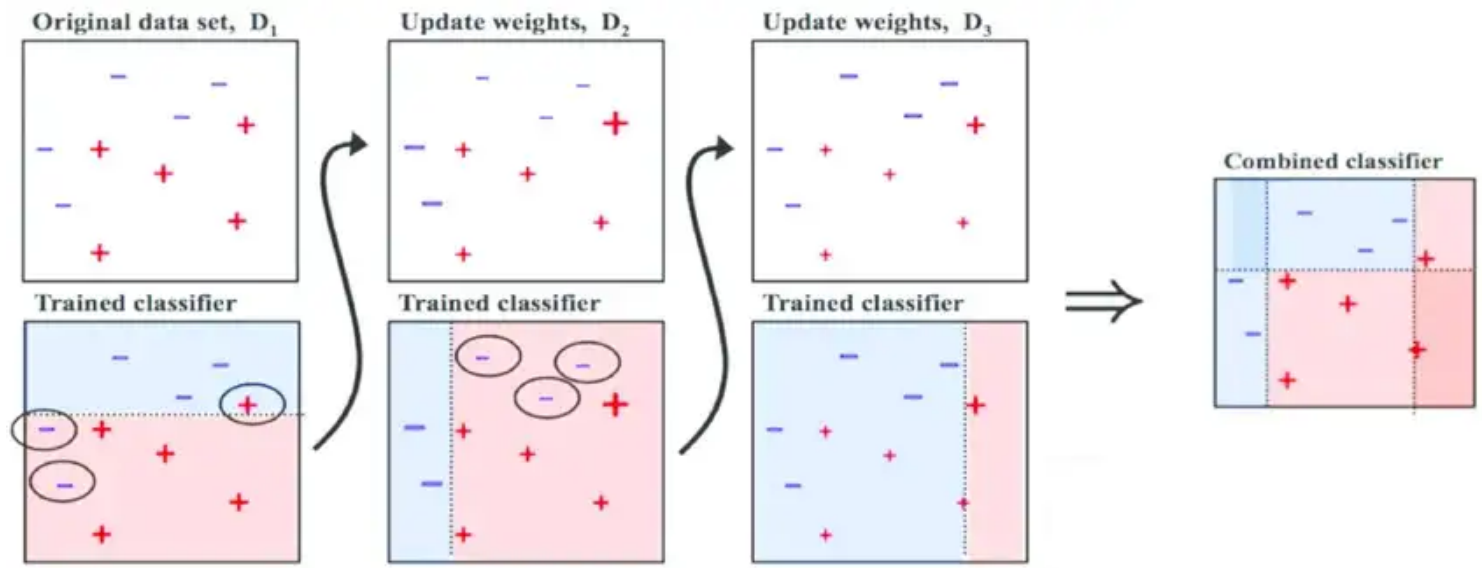 Original data set, D₁
Update weights, D₂
Update weights, D₃
Combined classifier
Trained classifier
Trained classifier
Trained classifier